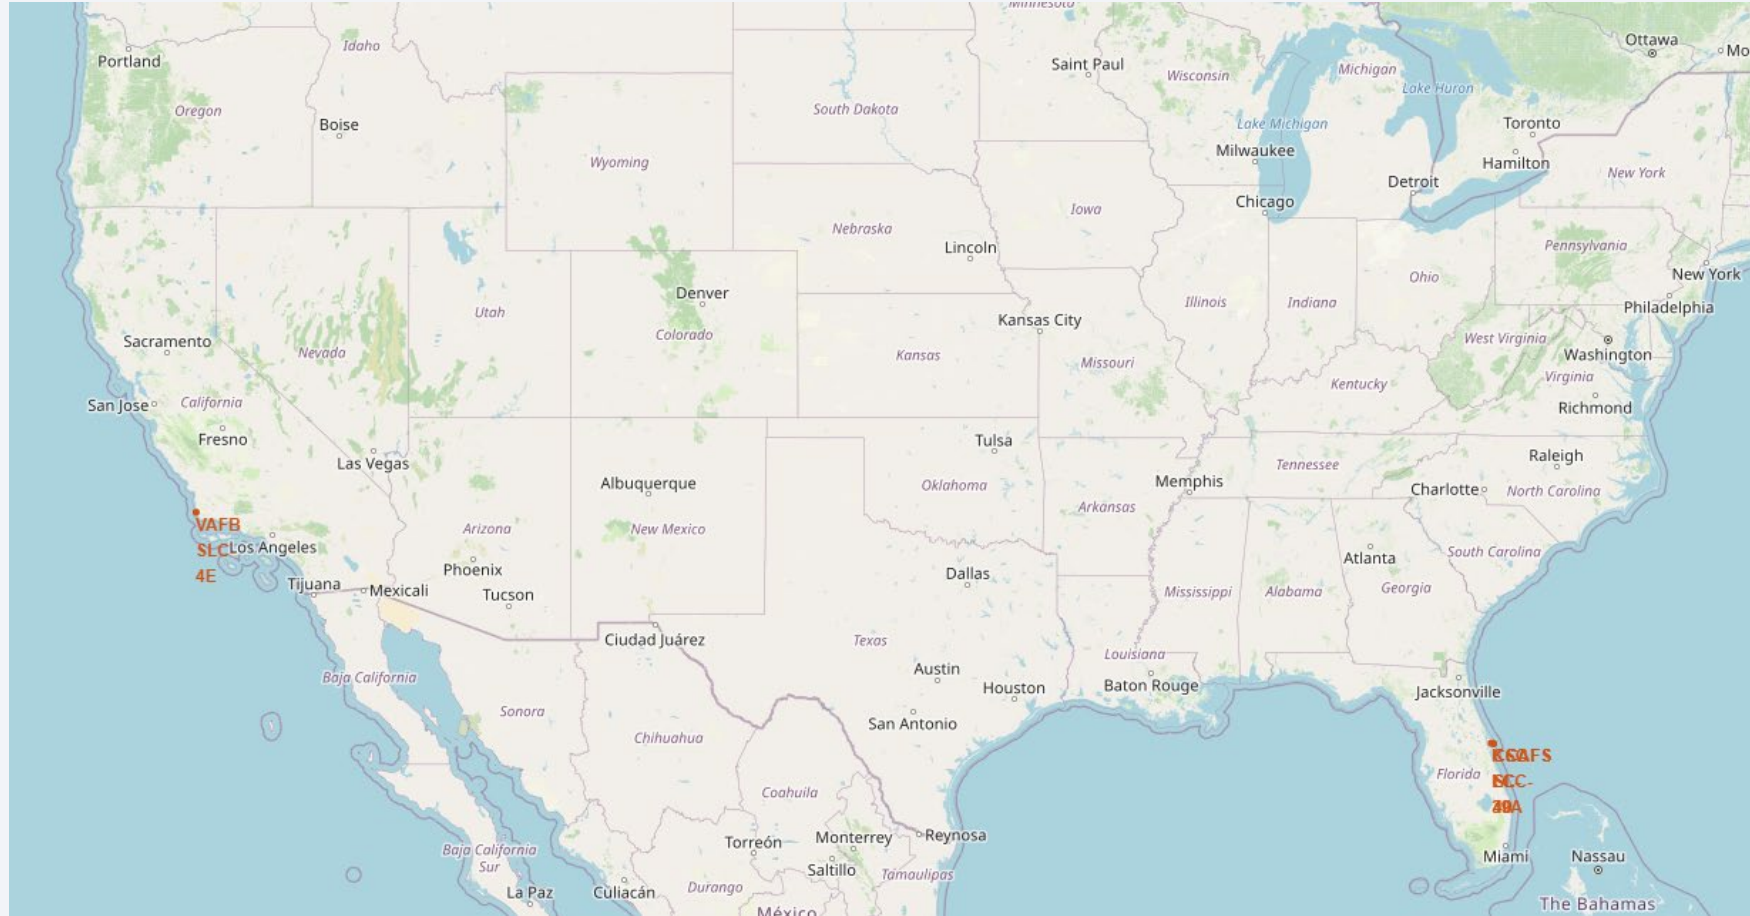 Minnesota
Portland
Idaho
Saint Paul
Wisconsin
Michigan
Ottawa
Mo
Oregon
Boise
South Dakota
Lake Huron
Toronto
Lake Michigan
Wyoming
Milwaukee
Hamilton
New York
Detroit
Chicago
Iowa
Nebraska
Lincoln
Pennsylvania
New York
Denver
Ohio
Utah
Illinois
Indiana
Philadelphia
Kansas City
Colorado
Sacramento
Nevada
Kansas
Missouri
West Virginia
Washington
Kentucky
Virginia
San Jose
California
Richmond
Fresno
Tulsa
Las Vegas
Raleigh
Tennessee
Albuquerque
Oklahoma
Memphis
Charlotte
North Carolina
Arkansas
VAFB
SLC-
4E
Arizona
New Mexico
Los Angeles
South Carolina
Atlanta
Phoenix
Dallas
Tijuana
Mexicali
Tucson
Mississippi
Alabama
Georgia
Ciudad Juárez
Texas
Louisiana
Baja California
Austin
Houston
Baton Rouge
Jacksonville
Sonora
San Antonio
Chihuahua
Florida
Coahuila
Baja California
Sur
Torreón
Monterrey
Reynosa
Saltillo
Tamaulipas
Miami
Nassau
La Paz
Culiacán
Durango
México
The Bahamas